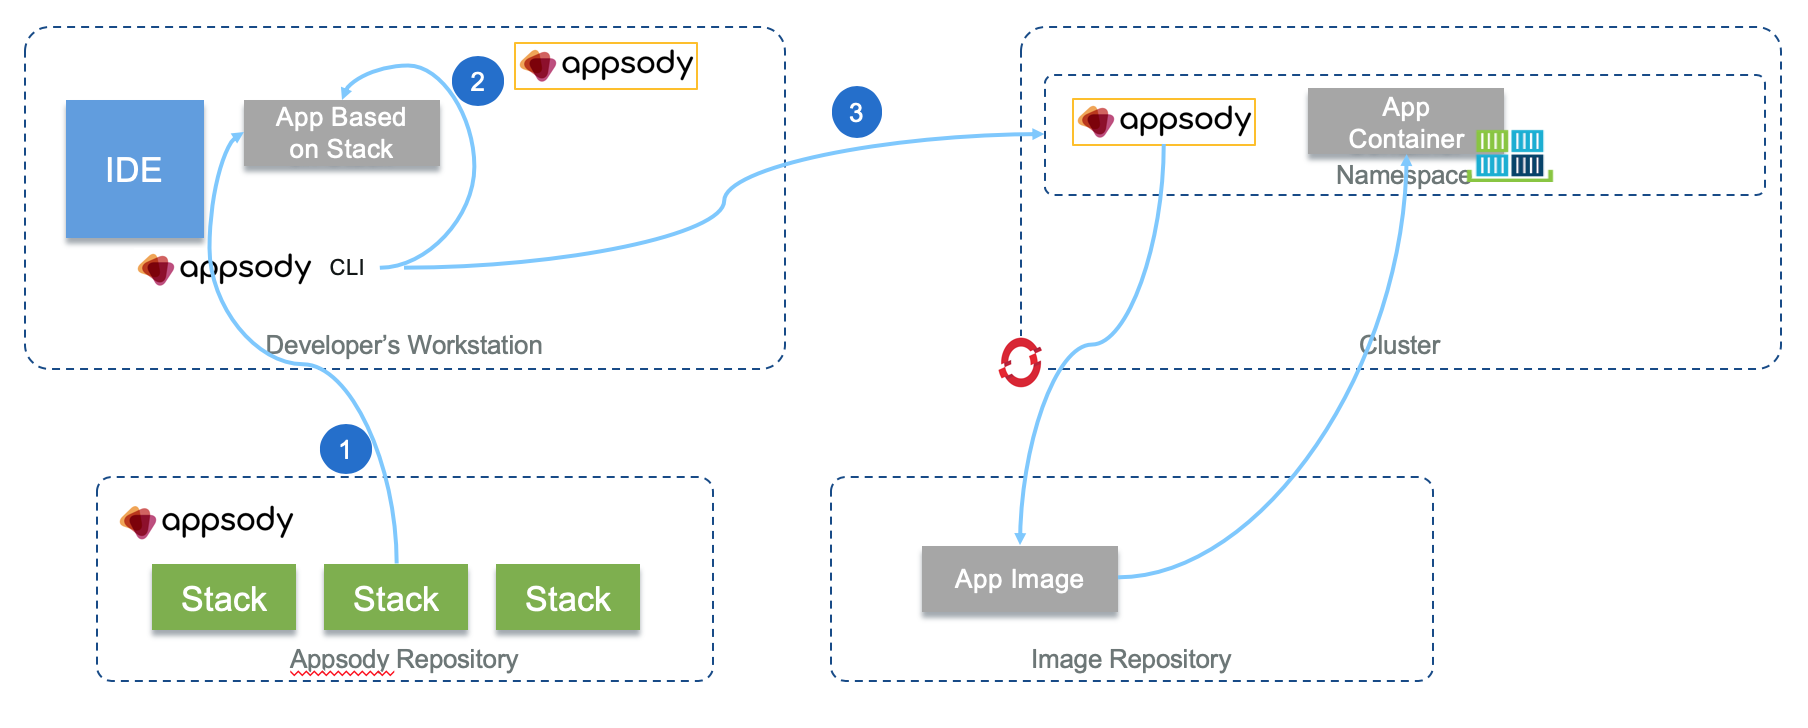 2
appsody
App Based
on Stack
IDE
appsody CLI
Developer's Workstation
3
appsody
App
Container
Namespace
Cluster
1
appsody
Stack
Stack
Stack
Appsody Repository
App Image
Image Repository